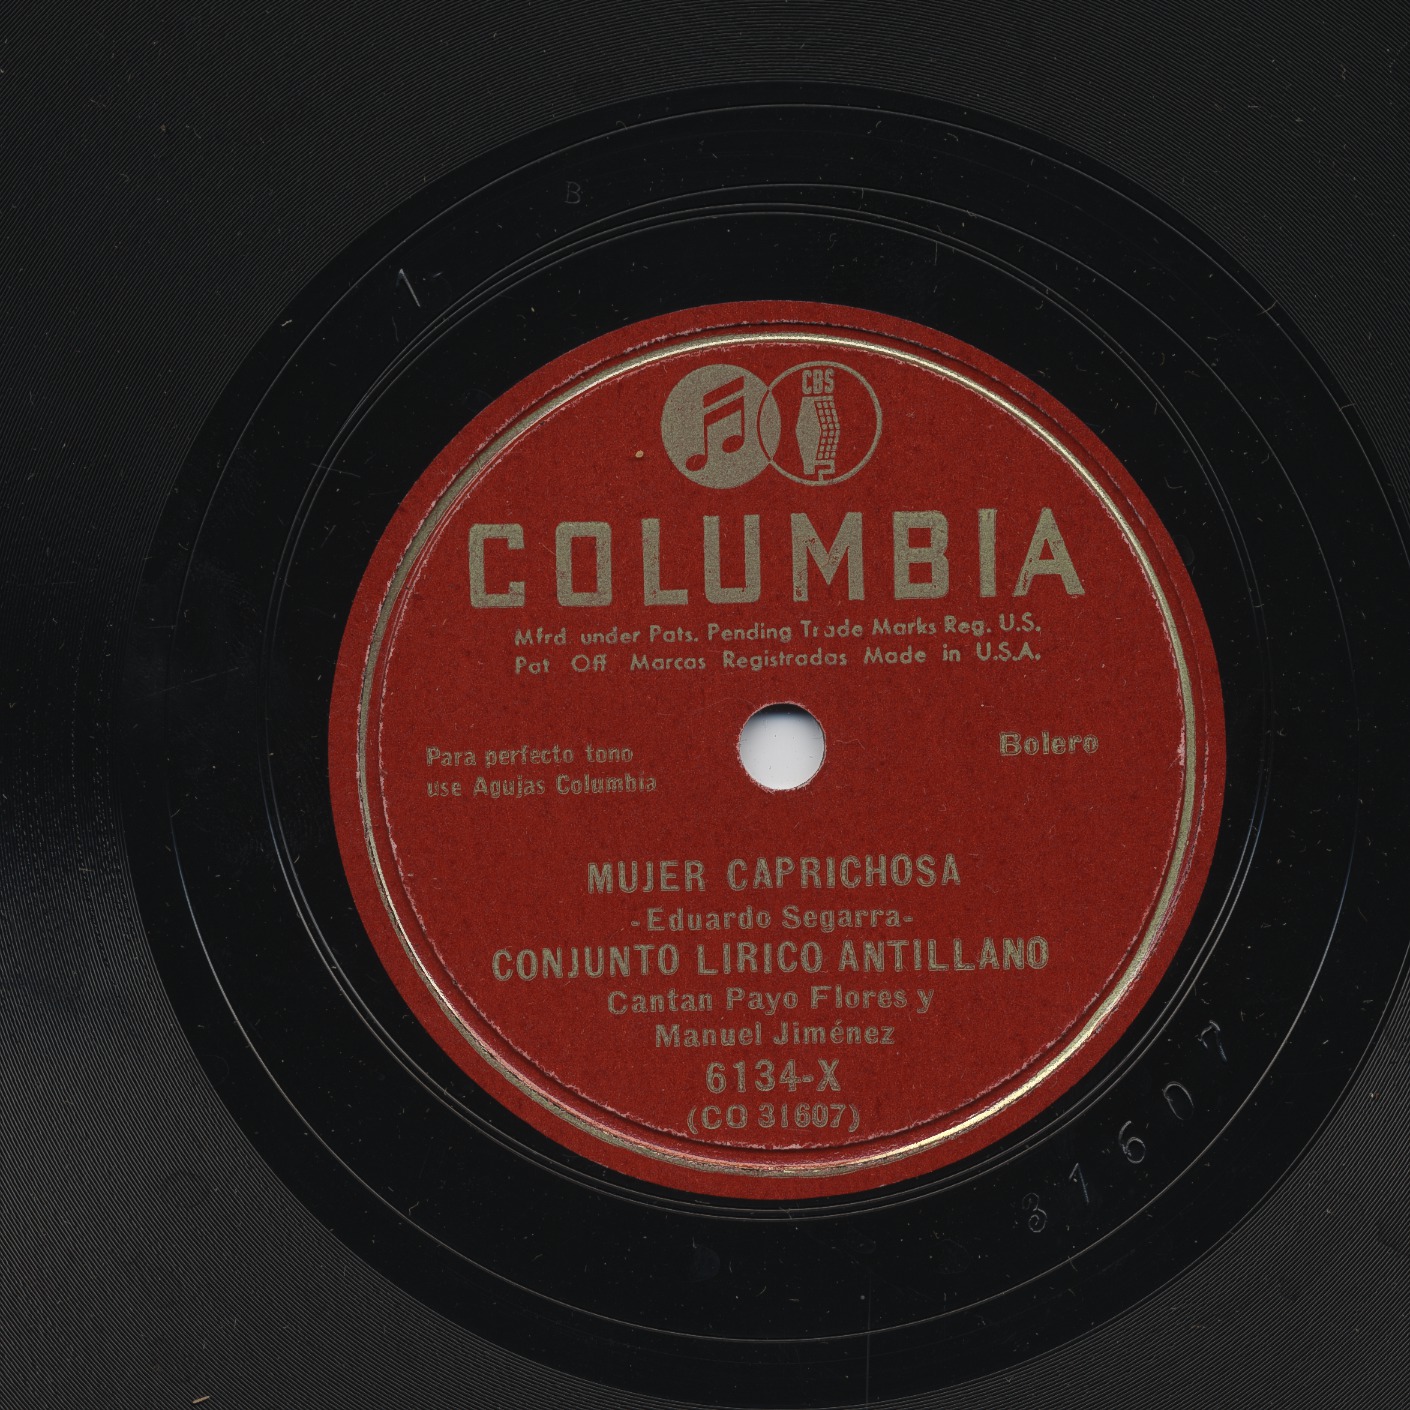 B
1
CBS
COLUMBIA
Mfrd. under Pats. Pending Trade Marks Reg. U.S.
Pat Off Marcas Registradas Made in U.S.A.
Para perfecto tono
use Agujas Columbia
Bolero
MUJER CAPRICHOSA
-Eduardo Segarra-
CONJUNTO LIRICO ANTILLANO
Cantan Payo Flores y
Manuel Jiménez
6134-X
(CO 31607)
31607